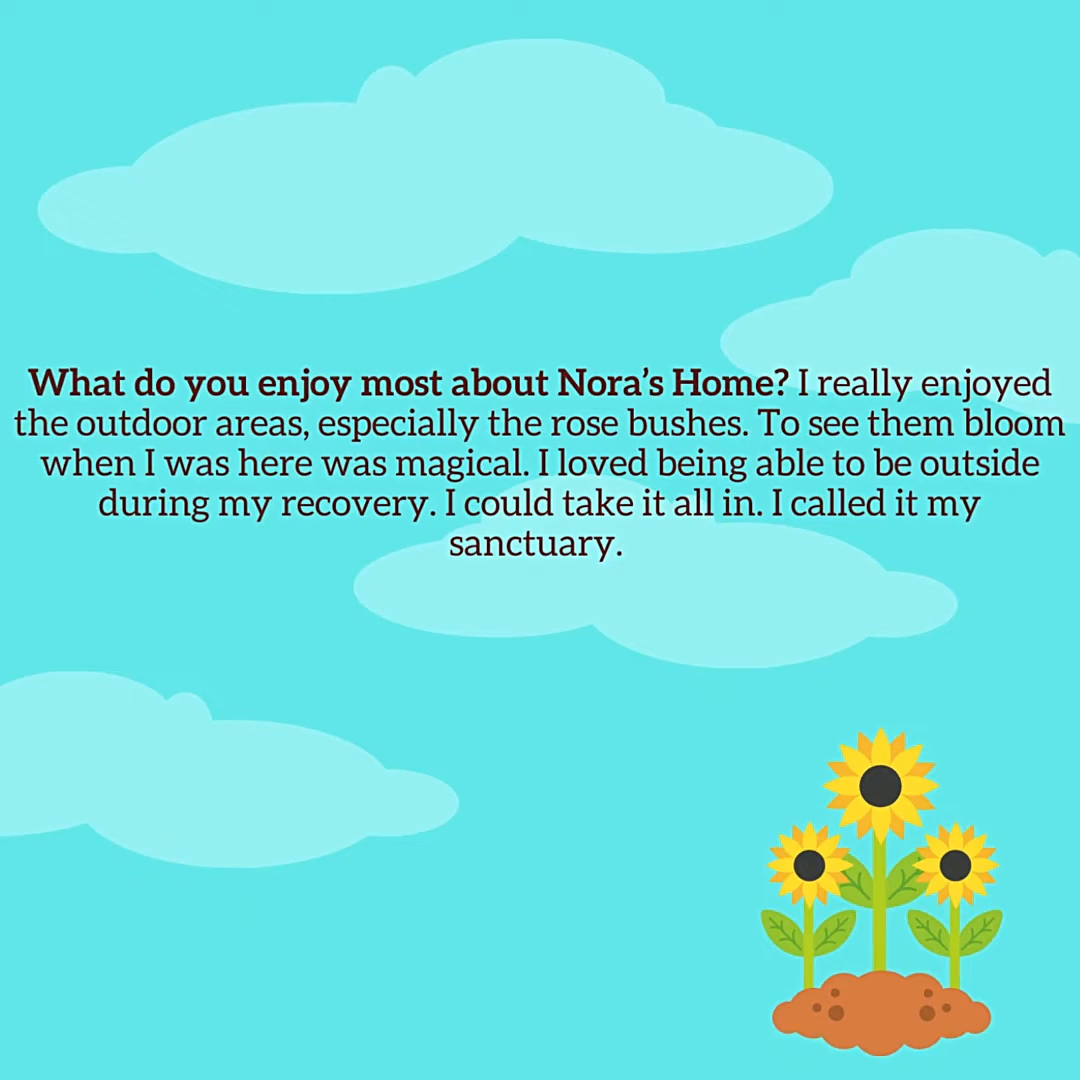 What do you enjoy most about Nora’s Home? I really enjoyed
the outdoor areas, especially the rose bushes. To see them bloom
when I was here was magical. I loved being able to be outside
during my recovery. I could take it all in. I called it my
sanctuary.